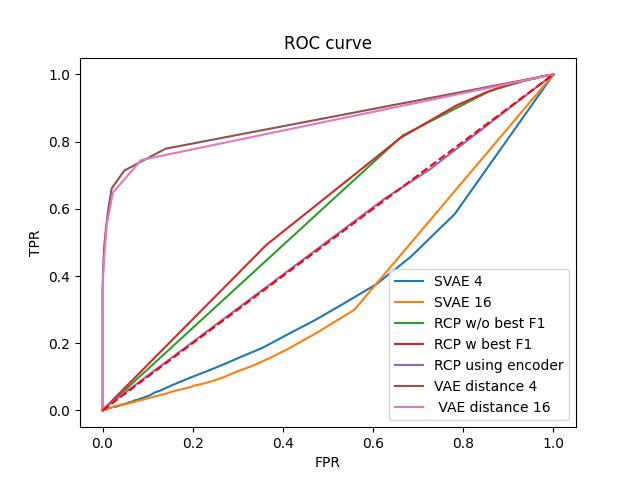 ROC curve
TPR
1.0
0.8
0.6
0.4
0.2
0.0
SVAE 4
SVAE 16
RCP w/o best F1
RCP w best F1
RCP using encoder
VAE distance 4
VAE distance 16
0.0 0.2 0.4 0.6 0.8 1.0
FPR